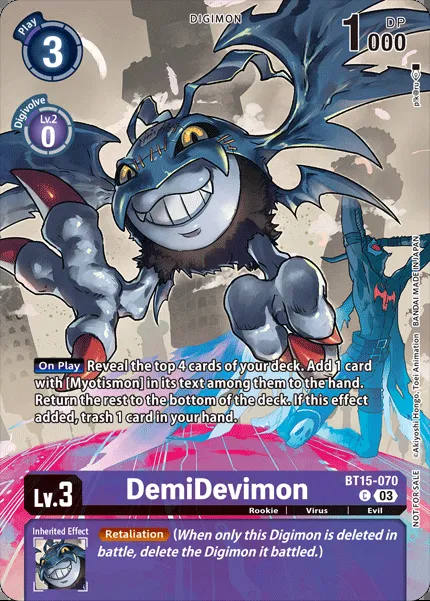 DIGIMON
Play
3
DP
1000
Digivolve
Lv.2
0
©Akiyoshi Hongo, Toei Animation BANDAI MADE IN JAPAN
NOT FOR SALE
On Play Reveal the top 4 cards of your deck. Add 1 card
with [Myotismon] in its text among them to the hand.
Return the rest to the bottom of the deck. If this effect
added, trash 1 card in your hand.
Lv.3
DemiDevimon
BT15-070
C 03
Rookie Virus Evil
Inherited Effect
Retaliation (When only this Digimon is deleted in
battle, delete the Digimon it battled.)